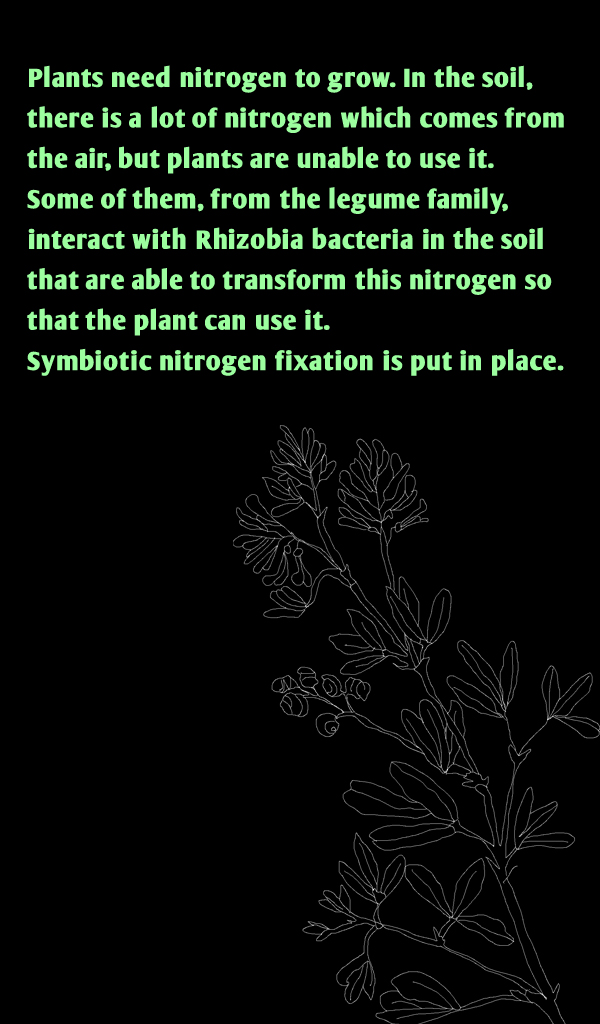 Plants need nitrogen to grow. In the soil,
there is a lot of nitrogen which comes from
the air, but plants are unable to use it.
Some of them, from the legume family,
interact with Rhizobia bacteria in the soil
that are able to transform this nitrogen so
that the plant can use it.
Symbiotic nitrogen fixation is put in place.